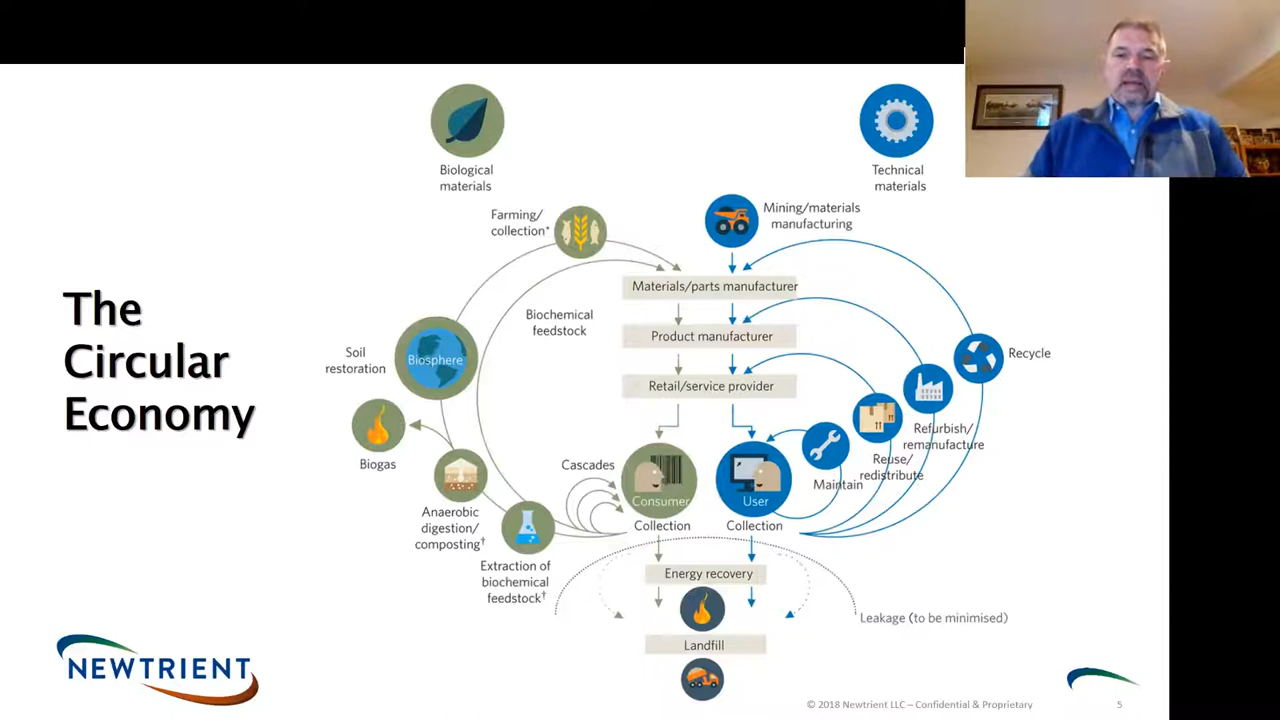 The
Circular
Economy
Biological
materials
Technical
materials
Farming/
collection*
Mining/materials
manufacturing
Materials/parts manufacturer
Biochemical
feedstock
Product manufacturer
Soil
restoration
Biosphere
Recycle
Retail/service provider
Refurbish/
remanufacture
Biogas
Reuse/
redistribute
Cascades
Maintain
Consumer
User
Anaerobic
digestion/
composting†
Collection
Collection
Extraction of
biochemical
feedstock†
Energy recovery
Leakage (to be minimised)
Landfill
NEWTRIENT
© 2018 Newtrient LLC – Confidential & Proprietary
5